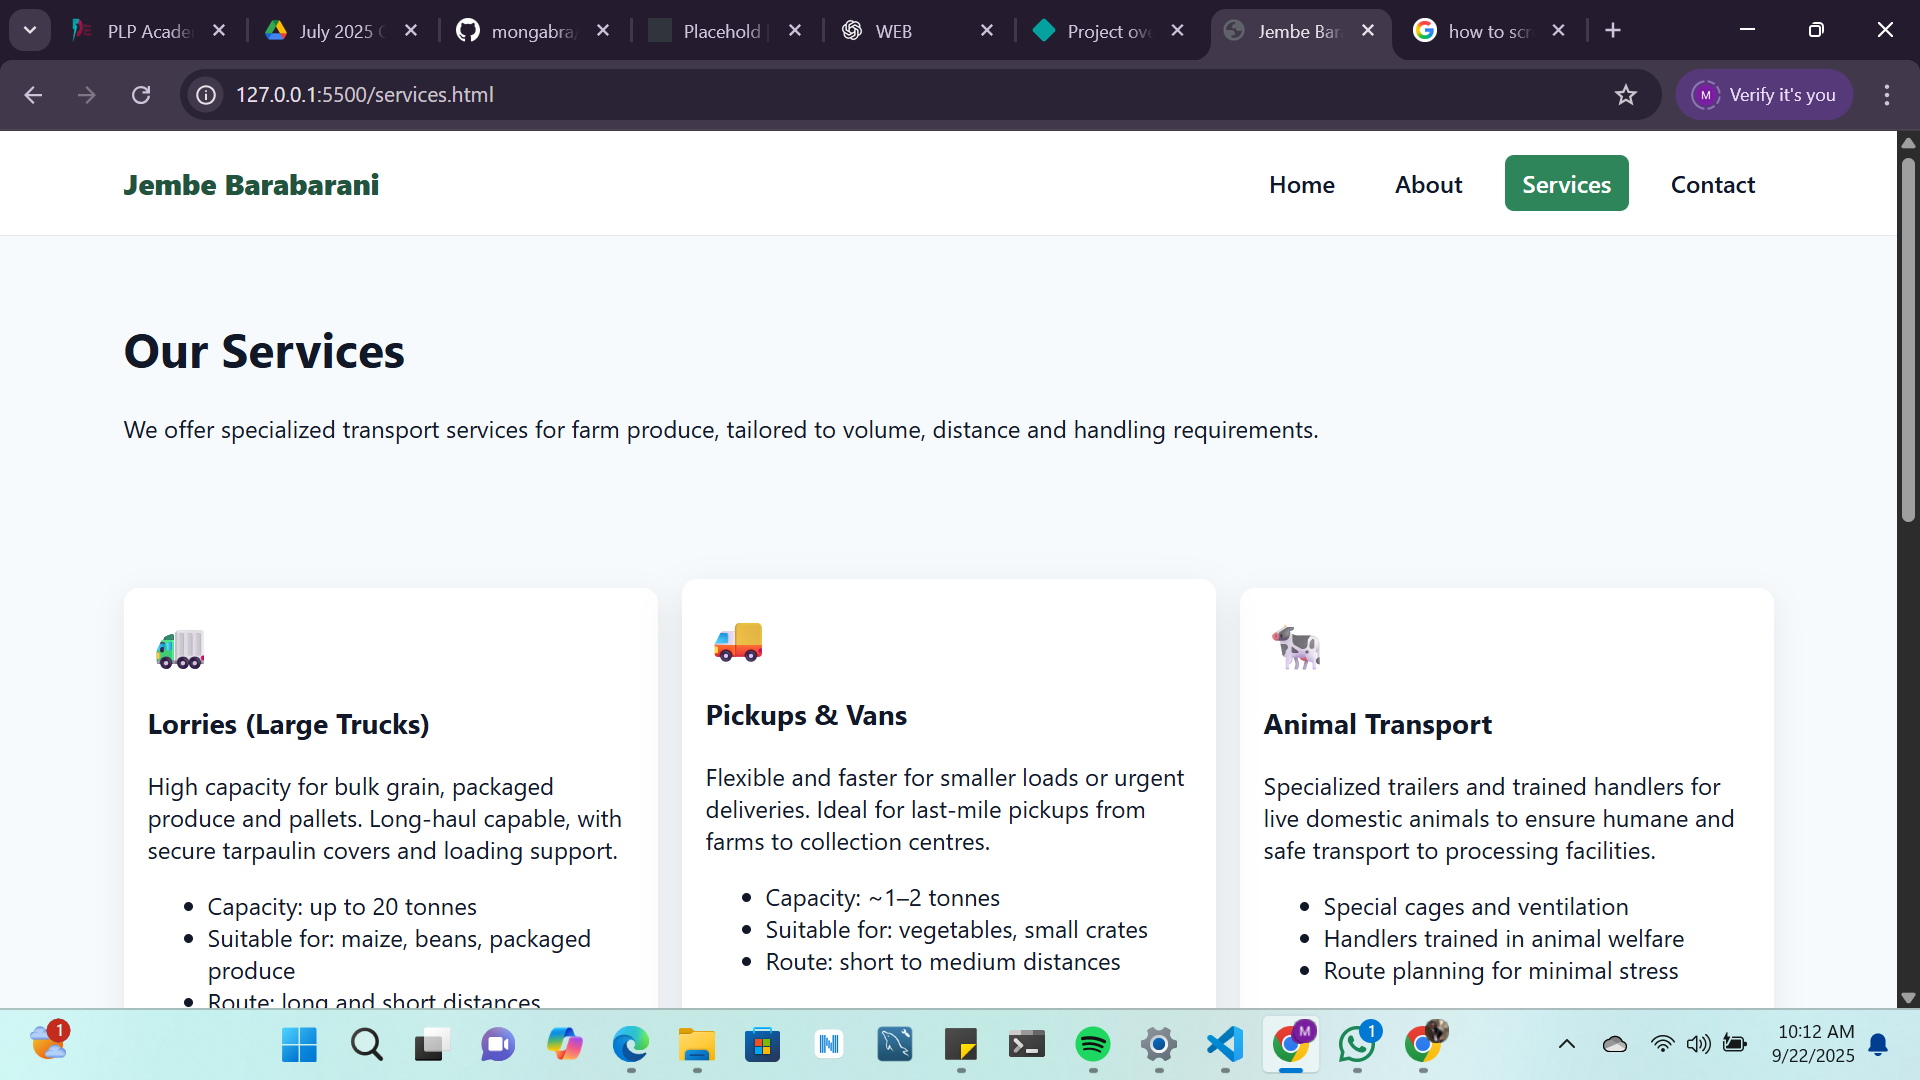 PLP Acade
July 2025 C
mongabra
Placehold
WEB
Project ov
Jembe Bar
how to scr
127.0.0.1:5500/services.html
M
Verify it's you
Jembe Barabarani
Home
About
Services
Contact
Our Services
We offer specialized transport services for farm produce, tailored to volume, distance and handling requirements.
Lorries (Large Trucks)
High capacity for bulk grain, packaged
produce and pallets. Long-haul capable, with
secure tarpaulin covers and loading support.
• Capacity: up to 20 tonnes
• Suitable for: maize, beans, packaged
produce
• Route: long and short distances
Pickups & Vans
Flexible and faster for smaller loads or urgent
deliveries. Ideal for last-mile pickups from
farms to collection centres.
• Capacity: ~1–2 tonnes
• Suitable for: vegetables, small crates
• Route: short to medium distances
Animal Transport
Specialized trailers and trained handlers for
live domestic animals to ensure humane and
safe transport to processing facilities.
• Special cages and ventilation
• Handlers trained in animal welfare
• Route planning for minimal stress
1
M
1
10:12 AM
9/22/2025